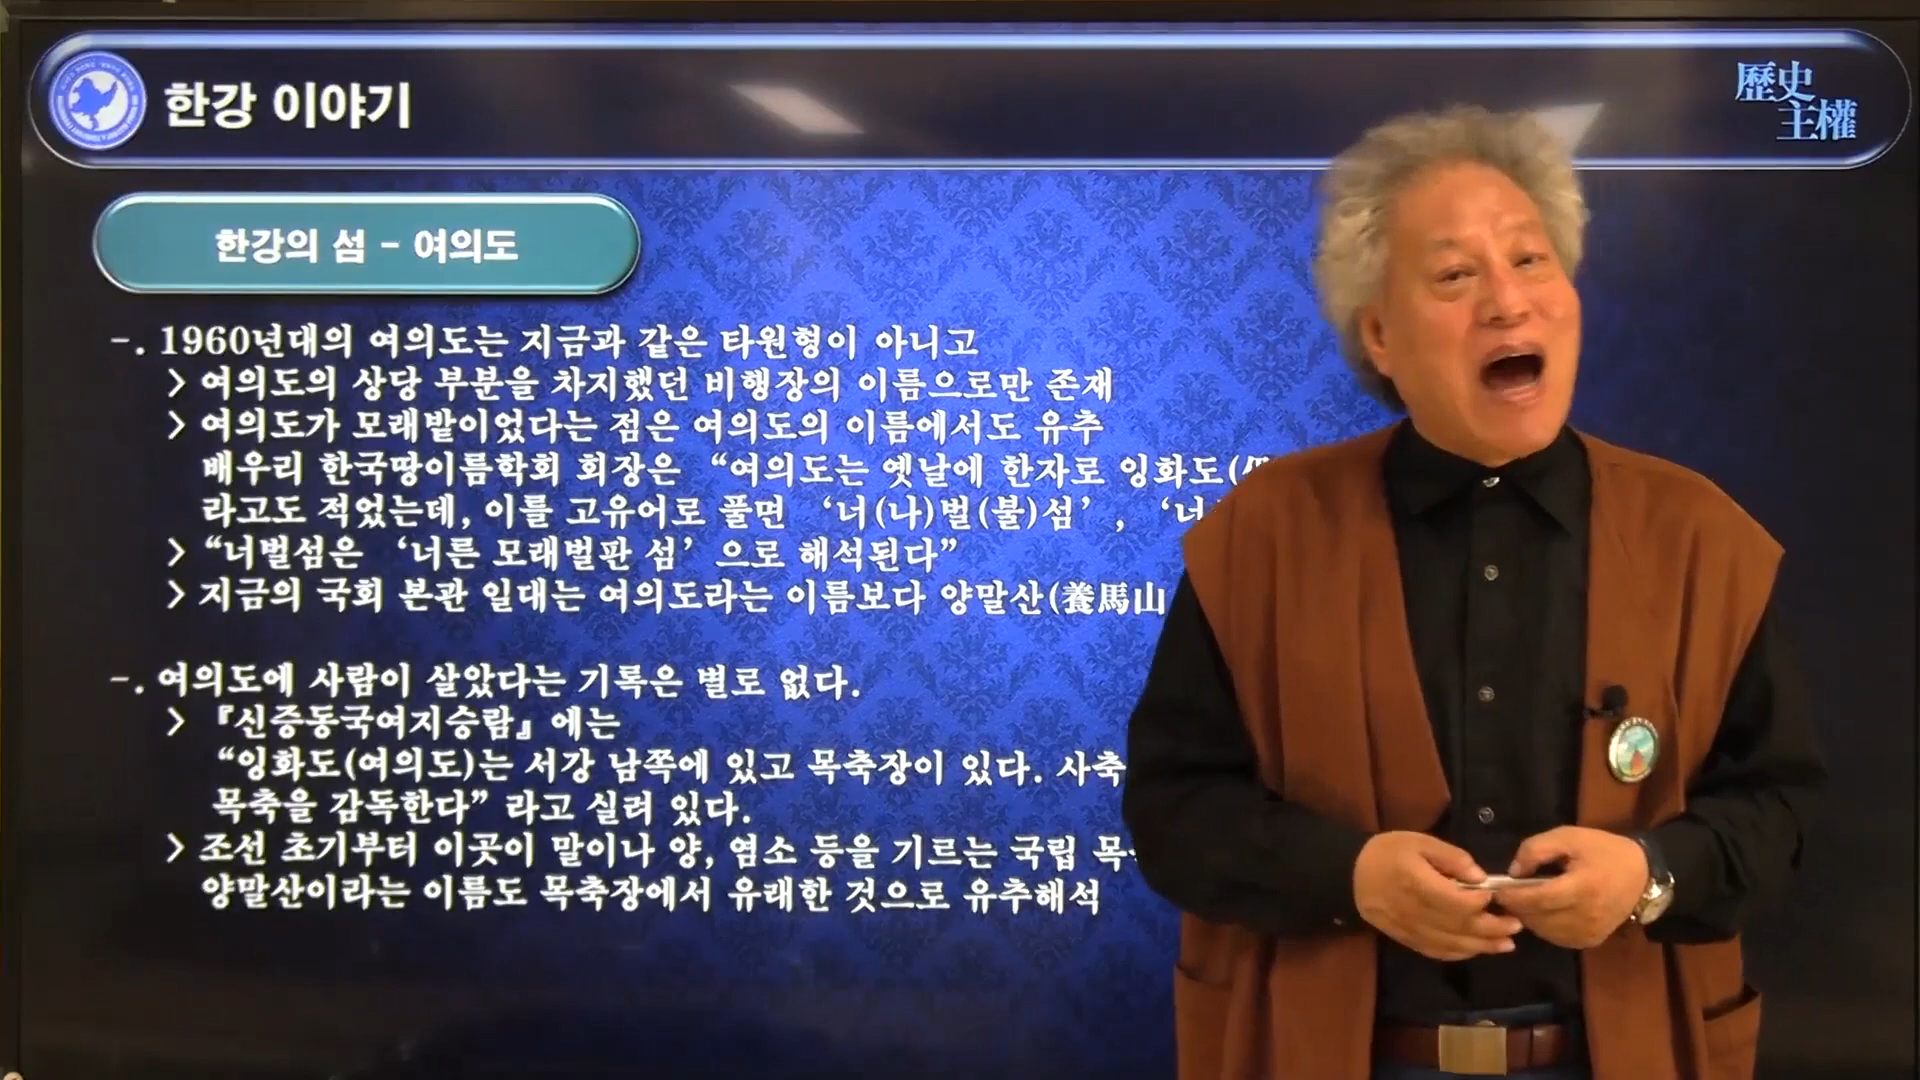 한강 이야기
歷史
主權
한강의 섬 - 여의도
-. 1960년대의 여의도는 지금과 같은 타원형이 아니고
> 여의도의 상당 부분을 차지했던 비행장의 이름으로만 존재
> 여의도가 모래밭이었다는 점은 여의도의 이름에서도 유추
배우리 한국땅이름학회 회장은 “여의도는 옛날에 한자로 잉화도(
라고도 적었는데, 이를 고유어로 풀면 ‘너(나)벌(불)섬’, ‘너
> “너벌섬은 ‘너른 모래벌판 섬’으로 해석된다”
> 지금의 국회 본관 일대는 여의도라는 이름보다 양말산(養馬山
-. 여의도에 사람이 살았다는 기록은 별로 없다.
> 『신증동국여지승람』에는
“잉화도(여의도)는 서강 남쪽에 있고 목축장이 있다. 사축
목축을 감독한다” 라고 실려 있다.
> 조선 초기부터 이곳이 말이나 양, 염소 등을 기르는 국립
양말산이라는 이름도 목축장에서 유래한 것으로 유추해석